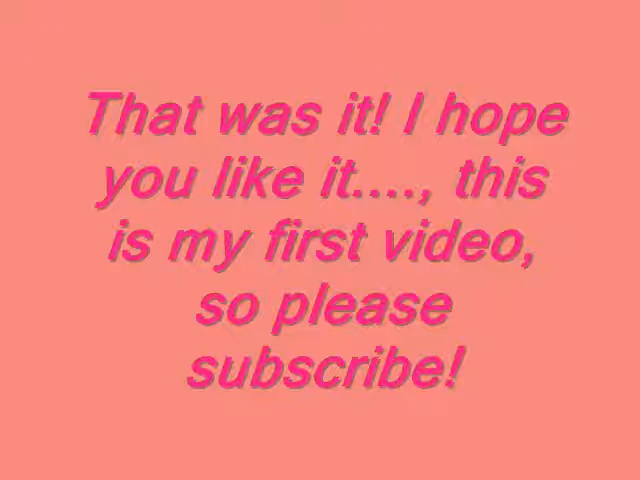 That was it! I hope
you like it...., this
is my first video,
so please
subscribe!